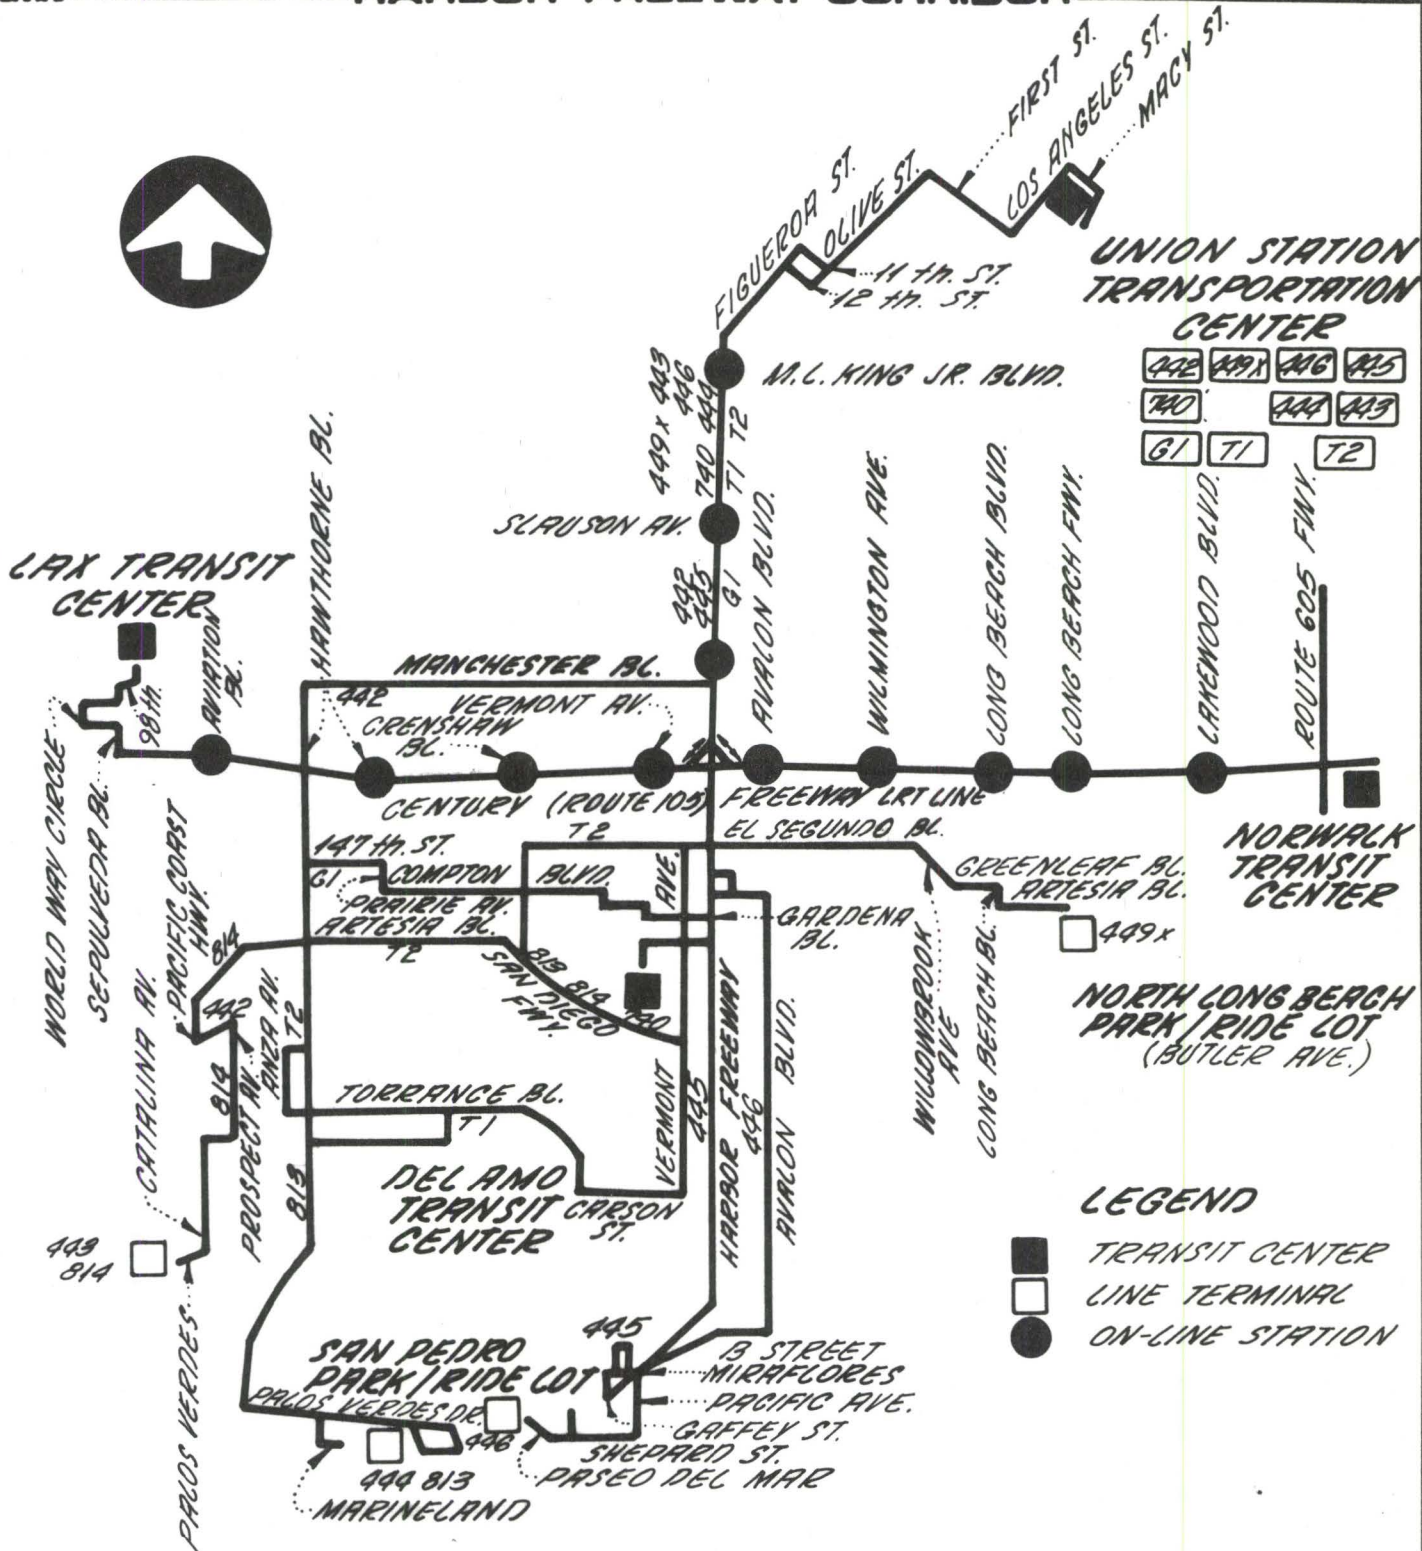 HARBOR FREEWAY CORRIDOR
FIRST ST.
LOS ANGELES ST.
MACY ST.
FIGUEROA ST.
OLIVE ST.
11 th. ST.
12 th. ST.
UNION STATION
TRANSPORTATION
CENTER
442 449X 446 445
740 444 443
G1 T1 T2
M.L. KING JR. BLVD.
449X 443
446
740 444
T1 T2
SLAUSON AV.
442
445
G1
HAWTHORNE BL.
AVALON BLVD.
WILMINGTON AVE.
LONG BEACH BLVD.
LONG BEACH FWY.
LAKEWOOD BLVD.
ROUTE 605 FWY.
LAX TRANSIT
CENTER
AVIATION
BL.
98th.
WORLD WAY CIRCLE
SEPULVEDA BL.
MANCHESTER BL.
442
VERMONT AV.
CRENSHAW
BL.
CENTURY (ROUTE 105) FREEWAY LRT LINE
T2
EL SEGUNDO BL.
NORWALK
TRANSIT
CENTER
147 th. ST.
G1
COMPTON BLVD.
PRAIRIE AV.
ARTESIA BL.
T2
AVE.
GARDENA
BL.
GREENLEAF BL.
ARTESIA BL.
449X
WILLOWBROOK
AVE
LONG BEACH BL.
NORTH LONG BEACH
PARK/RIDE LOT
(BUTLER AVE.)
PACIFIC COAST
HWY.
814
442
CATALINA AV.
814
PROSPECT AV.
ANZA AV.
T2
813 814
SAN DIEGO
FWY.
740
TORRANCE BL.
T1
VERMONT
445
HARBOR FREEWAY
446
AVALON BLVD.
813
DEL AMO
TRANSIT
CENTER
CARSON
ST.
443
814
PALOS VERDES
LEGEND
TRANSIT CENTER
LINE TERMINAL
ON-LINE STATION
SAN PEDRO
PARK/RIDE LOT
445
B STREET
MIRAFLORES
PACIFIC AVE.
GAFFEY ST.
SHEPARD ST.
PASEO DEL MAR
PALOS VERDES DR.
446
444 813
MARINELAND